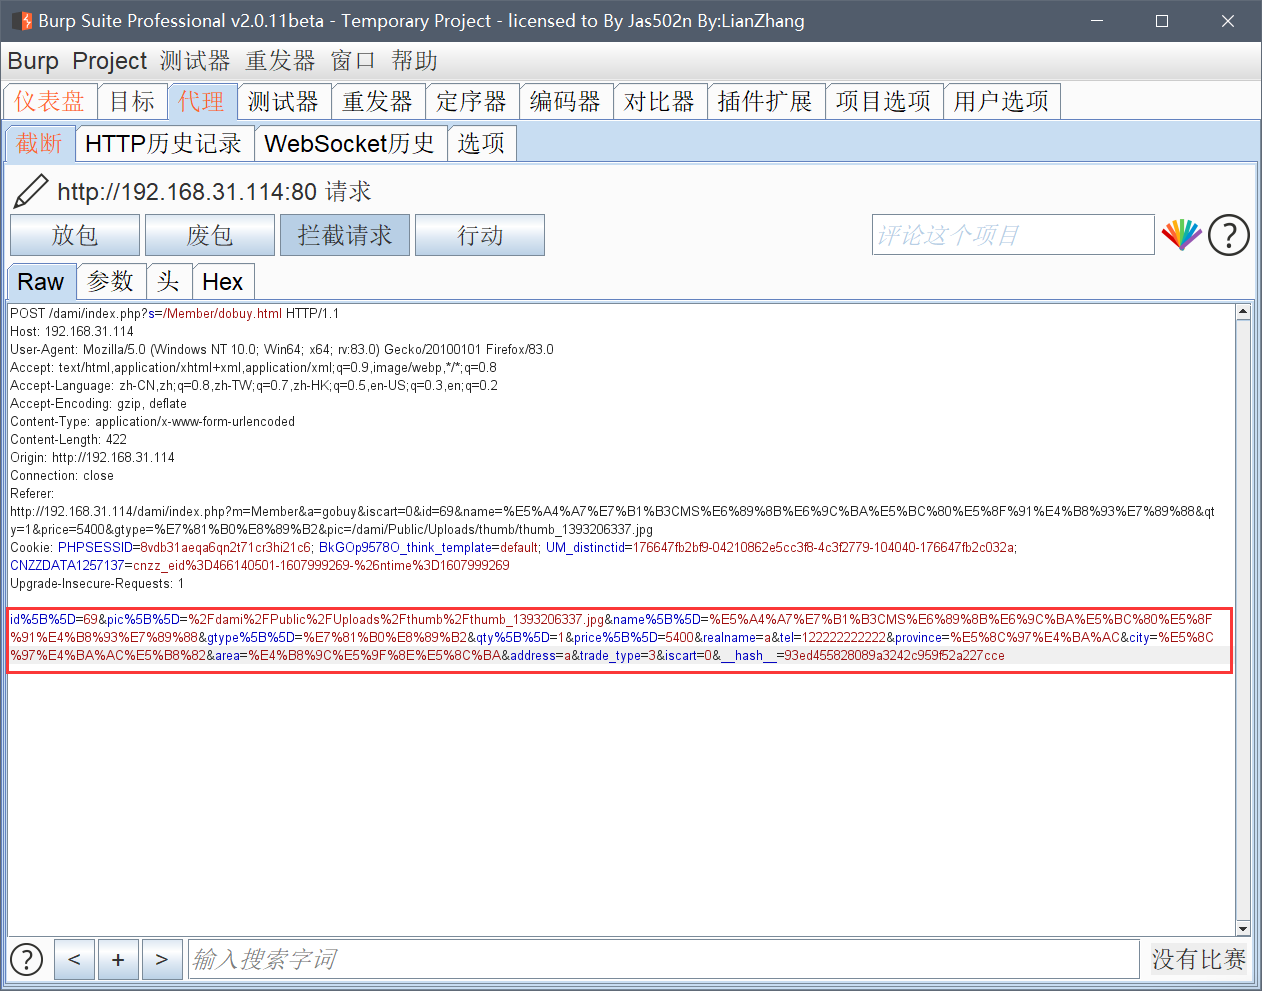 Burp Suite Professional v2.0.11beta - Temporary Project - licensed to By Jas502n By:LianZhang
Burp Project 测试器 重发器 窗口 帮助
仪表盘 目标 代理 测试器 重发器 定序器 编码器 对比器 插件扩展 项目选项 用户选项
截断 HTTP历史记录 WebSocket历史 选项
http://192.168.31.114:80 请求
放包 废包 拦截请求 行动 评论这个项目 ?
Raw 参数 头 Hex
POST /dami/index.php?s=/Member/dobuy.html HTTP/1.1
Host: 192.168.31.114
User-Agent: Mozilla/5.0 (Windows NT 10.0; Win64; x64; rv:83.0) Gecko/20100101 Firefox/83.0
Accept: text/html,application/xhtml+xml,application/xml;q=0.9,image/webp,*/*;q=0.8
Accept-Language: zh-CN,zh;q=0.8,zh-TW;q=0.7,zh-HK;q=0.5,en-US;q=0.3,en;q=0.2
Accept-Encoding: gzip, deflate
Content-Type: application/x-www-form-urlencoded
Content-Length: 422
Origin: http://192.168.31.114
Connection: close
Referer:
http://192.168.31.114/dami/index.php?m=Member&a=gobuy&iscart=0&id=69&name=%E5%A4%A7%E7%B1%B3CMS%E6%89%8B%E6%9C%BA%E5%BC%80%E5%8F%91%E4%B8%93%E7%89%88&qt
y=1&price=5400&gtype=%E7%81%B0%E8%89%B2&pic=/dami/Public/Uploads/thumb/thumb_1393206337.jpg
Cookie: PHPSESSID=8vdb31aeqa6qn2t71cr3hi21c6; BkGOp9578O_think_template=default; UM_distinctid=176647fb2bf9-04210862e5cc3f8-4c3f2779-104040-176647fb2c032a;
CNZZDATA1257137=cnzz_eid%3D466140501-1607999269-%26ntime%3D1607999269
Upgrade-Insecure-Requests: 1
id%5B%5D=69&pic%5B%5D=%2Fdami%2FPublic%2FUploads%2Fthumb%2Fthumb_1393206337.jpg&name%5B%5D=%E5%A4%A7%E7%B1%B3CMS%E6%89%8B%E6%9C%BA%E5%BC%80%E5%8F
%91%E4%B8%93%E7%89%88&gtype%5B%5D=%E7%81%B0%E8%89%B2&qty%5B%5D=1&price%5B%5D=5400&realname=a&tel=122222222222&province=%E5%8C%97%E4%BA%AC&city=%E5%8C
%97%E4%BA%AC%E5%B8%82&area=%E4%B8%9C%E5%9F%8E%E5%8C%BA&address=a&trade_type=3&iscart=0&__hash__=93ed455828089a3242c959f52a227cce
? < + > 输入搜索字词 没有比赛